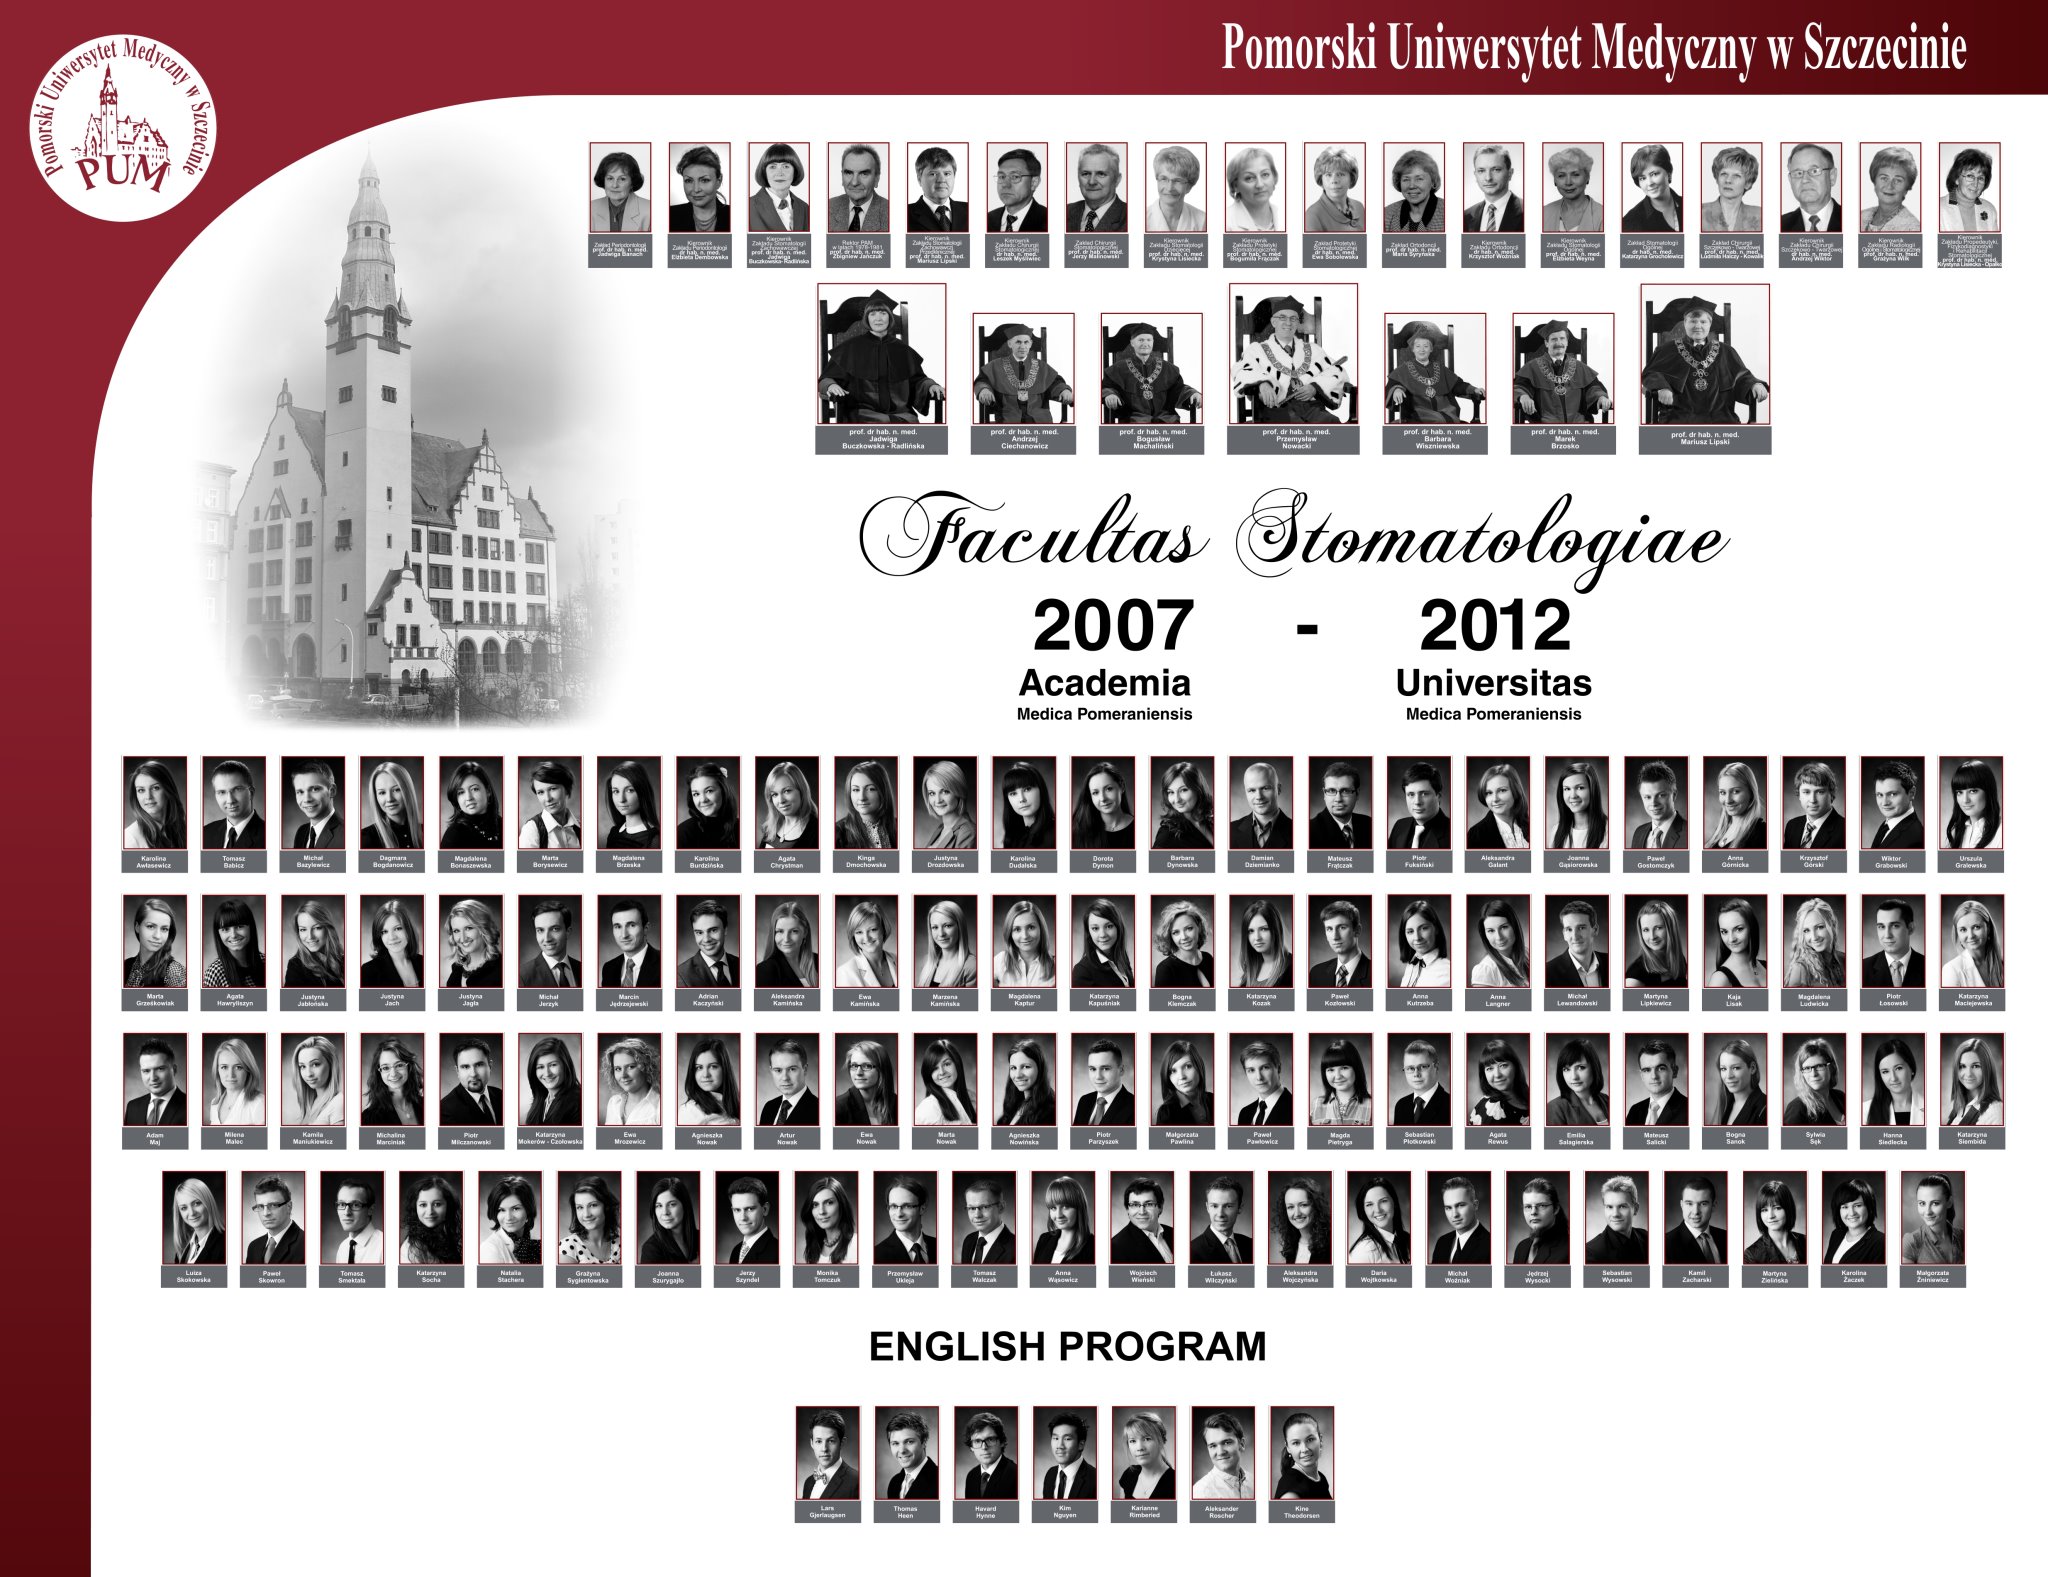 Pomorski Uniwersytet Medyczny w Szczecinie
Pomorski Uniwersytet Medyczny w Szczecinie
PUM
Zakład Periodontologii
prof. dr hab. n. med.
Jadwiga Banach
Kierownik
Zakładu Periodontologii
dr hab. n. med.
Elżbieta Dembowska
Kierownik
Zakładu Stomatologii
Zachowawczej
prof. dr hab. n. med.
Jadwiga
Buczkowska-Radlińska
Rektor PAM
w latach 1978-1981
prof. dr hab. n. med.
Zbigniew Jańczuk
Kierownik
Zakładu Stomatologii
Zachowawczej
Przedklinicznej
prof. dr hab. n. med.
Mariusz Lipski
Kierownik
Zakładu Chirurgii
Stomatologicznej
dr hab. n. med.
Leszek Myśliwiec
Zakład Chirurgii
Stomatologicznej
prof. dr hab. n. med.
Jerzy Malinowski
Kierownik
Zakładu Stomatologii
Dziecięcej
prof. dr hab. n. med.
Krystyna Lisiecka
Kierownik
Zakładu Protetyki
Stomatologicznej
prof. dr hab. n. med.
Bogumiła Frączak
Zakład Protetyki
Stomatologicznej
dr hab. n. med.
Ewa Sobolewska
Zakład Ortodoncji
prof. dr hab. n. med.
Maria Syryńska
Kierownik
Zakładu Ortodoncji
dr hab. n. med.
Krzysztof Woźniak
Kierownik
Zakładu Stomatologii
Ogólnej
dr hab. n. med.
Elżbieta Weyna
Zakład Stomatologii
Ogólnej
dr hab. n. med.
Katarzyna Grocholewicz
Zakład Chirurgii
Szczękowo - Twarzowej
prof. dr hab. n. med.
Ludmiła Halczy - Kowalik
Kierownik
Zakładu Chirurgii
Szczękowo - Twarzowej
dr hab. n. med.
Andrzej Wiktor
Kierownik
Zakładu Radiologii
Ogólnej i Stomatologicznej
prof. dr hab. n. med.
Grażyna Wilk
Kierownik
Zakładu Propedeutyki,
Fizykodiagnostyki
i Fizjoterapii
Stomatologicznej
prof. dr hab. n. med.
Krystyna Lisiecka - Opalko
prof. dr hab. n. med.
Jadwiga
Buczkowska - Radlińska
prof. dr hab. n. med.
Andrzej
Ciechanowicz
prof. dr hab. n. med.
Bogusław
Machaliński
prof. dr hab. n. med.
Przemysław
Nowacki
prof. dr hab. n. med.
Barbara
Wiszniewska
prof. dr hab. n. med.
Marek
Brzosko
prof. dr hab. n. med.
Mariusz Lipski
Facultas Stomatologiae
2007 - 2012
Academia Universitas
Medica Pomeraniensis Medica Pomeraniensis
Karolina
Awłasewicz
Tomasz
Babicz
Michał
Bazylewicz
Dagmara
Bogdanowicz
Magdalena
Bonaszewska
Marta
Borysewicz
Magdalena
Brzeska
Karolina
Burdzińska
Agata
Chrystman
Kinga
Dmochowska
Justyna
Drozdowska
Karolina
Dudalska
Dorota
Dymon
Barbara
Dynowska
Damian
Dziemianko
Mateusz
Frątczak
Piotr
Fuksiński
Aleksandra
Galant
Joanna
Gąsiorowska
Paweł
Gostomczyk
Anna
Górnicka
Krzysztof
Górski
Wiktor
Grabowski
Urszula
Gralewska
Marta
Grześkowiak
Agata
Hawryliszyn
Justyna
Jabłońska
Justyna
Jach
Justyna
Jagła
Michał
Jerzyk
Marcin
Jędrzejewski
Adrian
Kaczyński
Aleksandra
Kamińska
Ewa
Kamińska
Marzena
Kamińska
Magdalena
Kaptur
Katarzyna
Kapuśniak
Bogna
Klemczak
Katarzyna
Kozak
Paweł
Kozłowski
Anna
Kutrzeba
Anna
Langner
Michał
Lewandowski
Martyna
Lipkiewicz
Kaja
Lisak
Magdalena
Ludwicka
Piotr
Łosowski
Katarzyna
Maciejewska
Adam
Maj
Milena
Malec
Kamila
Maniukiewicz
Michalina
Marciniak
Piotr
Milczanowski
Katarzyna
Mokerów - Czołowska
Ewa
Mrozewicz
Agnieszka
Nowak
Artur
Nowak
Ewa
Nowak
Marta
Nowak
Agnieszka
Nowińska
Piotr
Parzyszek
Małgorzata
Pawlina
Paweł
Pawłowicz
Magda
Pietryga
Sebastian
Plotkowski
Agata
Rewus
Emilia
Salagierska
Mateusz
Salicki
Bogna
Sanok
Sylwia
Sęk
Hanna
Siedlecka
Katarzyna
Siembida
Luiza
Skokowska
Paweł
Skowron
Tomasz
Smektała
Katarzyna
Socha
Natalia
Stachera
Grażyna
Syglentowska
Joanna
Szurygajło
Jerzy
Szyndel
Monika
Tomczuk
Przemysław
Ukleja
Tomasz
Walczak
Anna
Wąsowicz
Wojciech
Wieński
Łukasz
Wilczyński
Aleksandra
Wojczyńska
Daria
Wojtkowska
Michał
Woźniak
Jędrzej
Wysocki
Sebastian
Wysowski
Kamil
Zacharski
Martyna
Zielińska
Karolina
Żaczek
Małgorzata
Żniniewicz
ENGLISH PROGRAM
Lars
Gjerlaugsen
Thomas
Heen
Havard
Hynne
Kim
Nguyen
Karianne
Rimberied
Aleksander
Roscher
Kine
Theodorsen